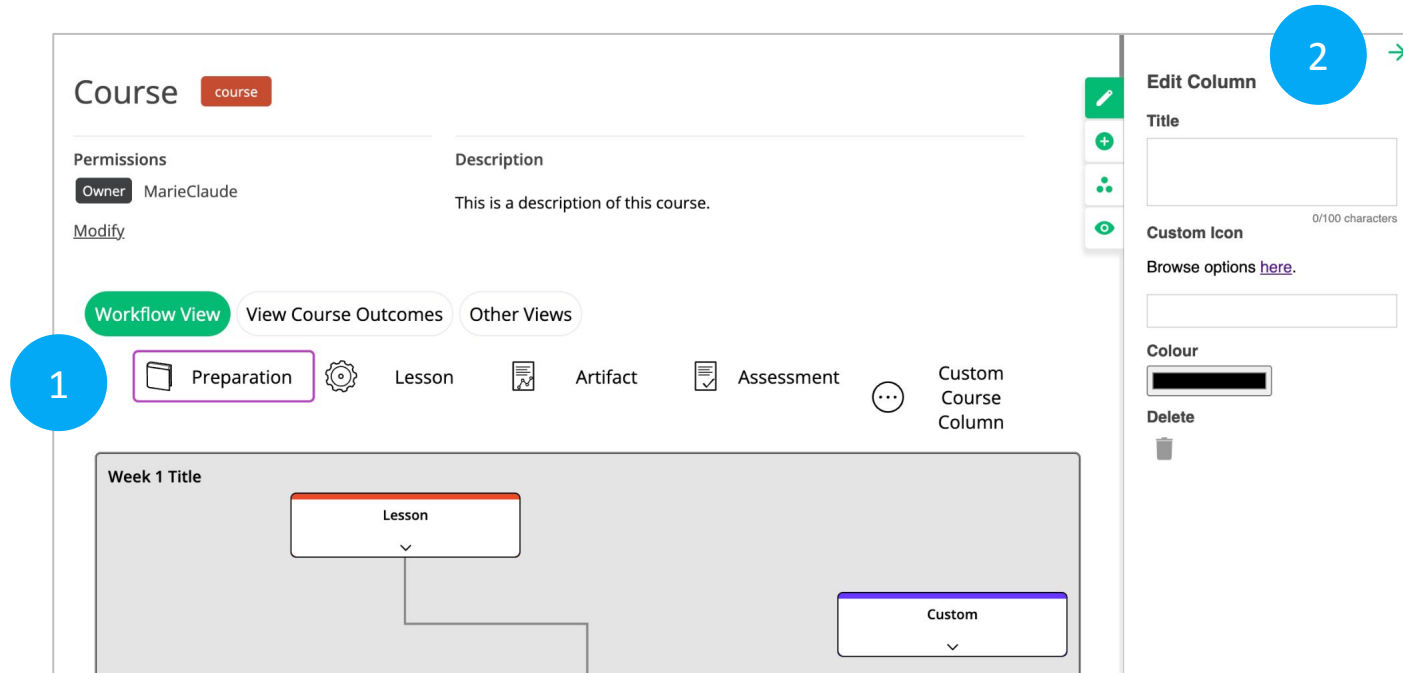 2
Course
course
Permissions
Owner MarieClaude
Modify
Description
This is a description of this course.
Workflow View
View Course Outcomes
Other Views
1
Preparation
Lesson
Artifact
Assessment
Custom
Course
Column
Week 1 Title
Lesson
Custom
Edit Column
Title
0/100 characters
Custom Icon
Browse options here.
Colour
Delete